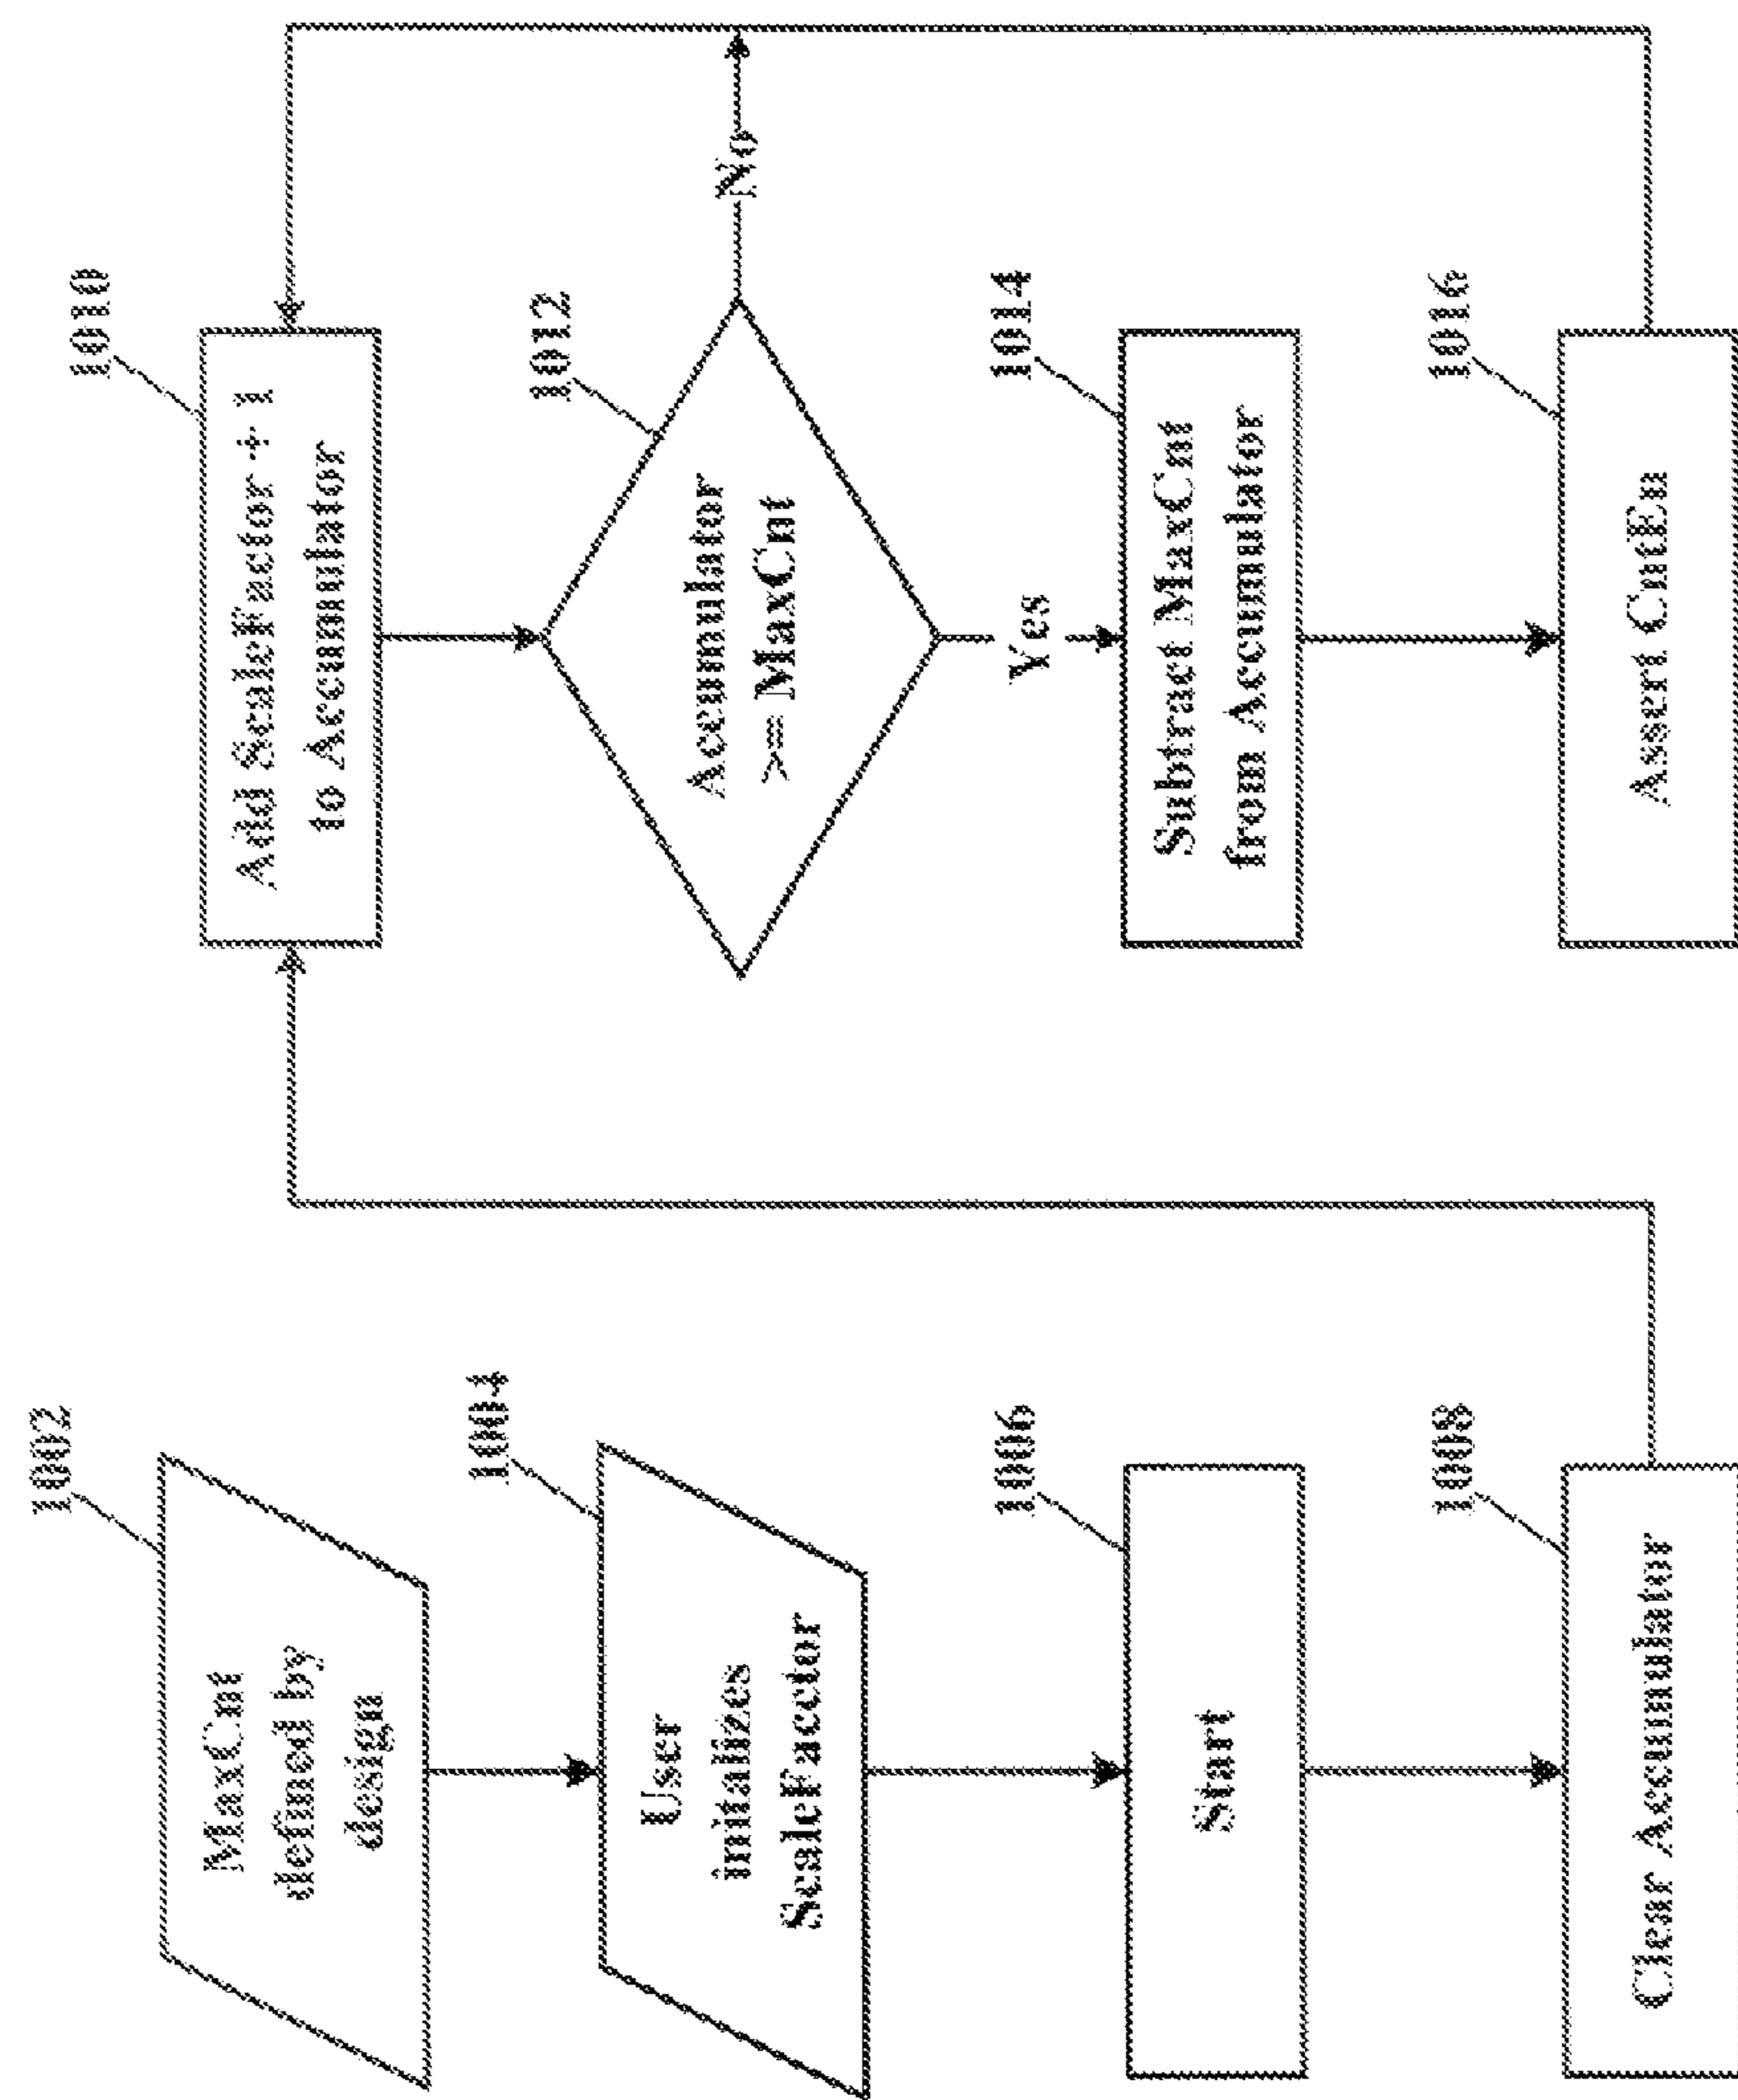 1002
MaxCnt
defined by
design
1004
User
initalizes
ScaleFactor
1006
Start
1008
Clear Accumulator
1010
Add ScaleFactor + 1
to Accumulator
1012
Accumulator
>= MaxCnt
No
Yes
1014
Subtract MaxCnt
from Accumulator
1016
Assert CntEn